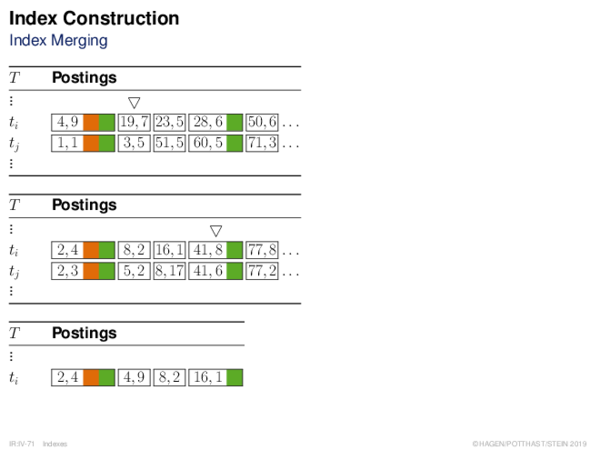 Index Construction
Index Merging
T Postings
⋮ ▽
t_i 4, 9 19, 7 23, 5 28, 6 50, 6 . . .
t_j 1, 1 3, 5 51, 5 60, 5 71, 3 . . .
⋮
T Postings
⋮ ▽
t_i 2, 4 8, 2 16, 1 41, 8 77, 8 . . .
t_j 2, 3 5, 2 8, 17 41, 6 77, 2 . . .
⋮
T Postings
⋮
t_i 2, 4 4, 9 8, 2 16, 1
IR:IV-71 Indexes ©HAGEN/POTTHAST/STEIN 2019